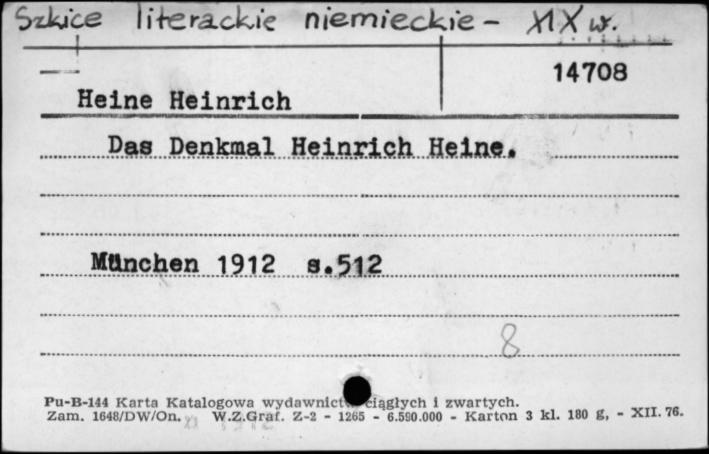 Szkice literackie niemieckie - XIX w.
14708
Heine Heinrich
Das Denkmal Heinrich Heine.
München 1912 s.512
8
Pu-B-144 Karta Katalogowa wydawnictw ciągłych i zwartych.
Zam. 1648/DW/On. W.Z.Graf. Z-2 - 1265 - 6.590.000 - Karton 3 kl. 180 g, - XII. 76.